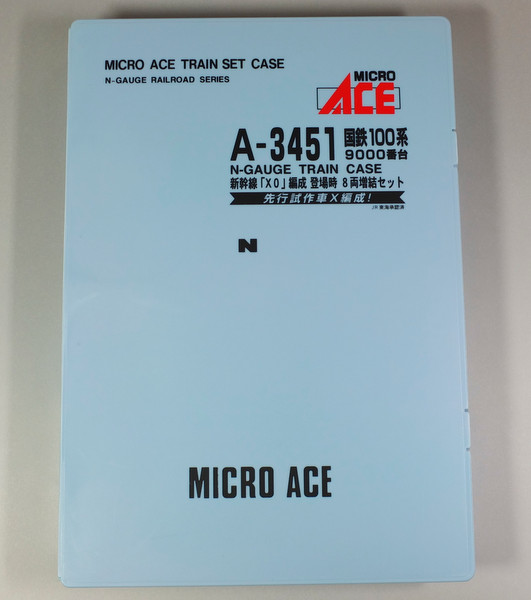 MICRO ACE TRAIN SET CASE
N-GAUGE RAILROAD SERIES
MICRO
ACE
A-3451 国鉄100系
9000番台
N-GAUGE TRAIN CASE
新幹線「X0」編成 登場時 8両増結セット
先行試作車X編成!
JR東海承認済
N
MICRO ACE